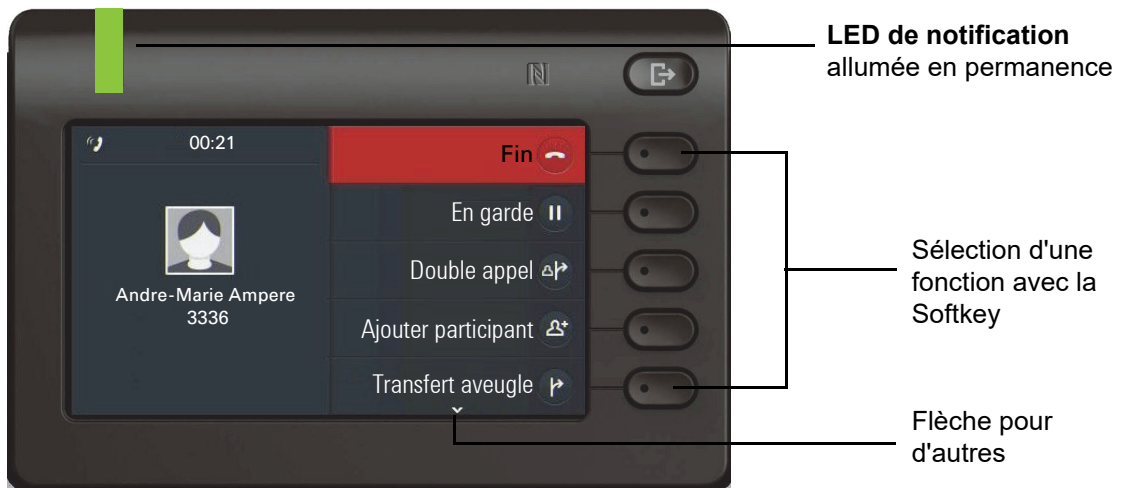 LED de notification
allumée en permanence
00:21
Fin
En garde
Double appel
Ajouter participant
Transfert aveugle
Andre-Marie Ampere
3336
Sélection d'une
fonction avec la
Softkey
Flèche pour
d'autres